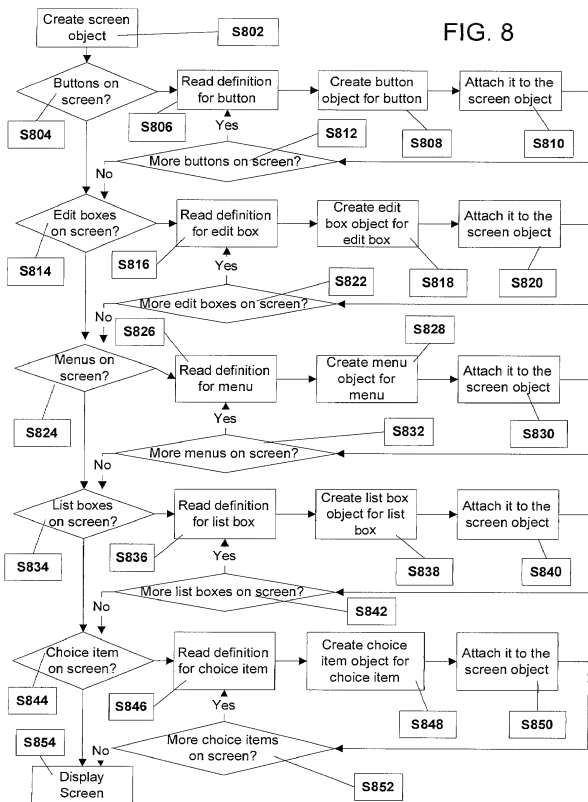 Create screen
object
S802
FIG. 8
Buttons on
screen?
S804
Read definition
for button
S806
Create button
object for button
S808
Attach it to the
screen object
S810
Yes
S812
More buttons on screen?
No
Edit boxes
on screen?
S814
Read definition
for edit box
S816
Create edit
box object for
edit box
S818
Attach it to the
screen object
S820
Yes
S822
More edit boxes on screen?
No
S826
S828
Menus on
screen?
S824
Read definition
for menu
Create menu
object for
menu
Attach it to the
screen object
S830
Yes
S832
More menus on screen?
No
List boxes
on screen?
S834
Read definition
for list box
S836
Create list box
object for list
box
S838
Attach it to the
screen object
S840
Yes
More list boxes on screen?
S842
No
Choice item
on screen?
S844
Read definition
for choice item
S846
Create choice
item object for
choice item
S848
Attach it to the
screen object
S850
Yes
S854
More choice items
on screen?
S852
No
Display
Screen